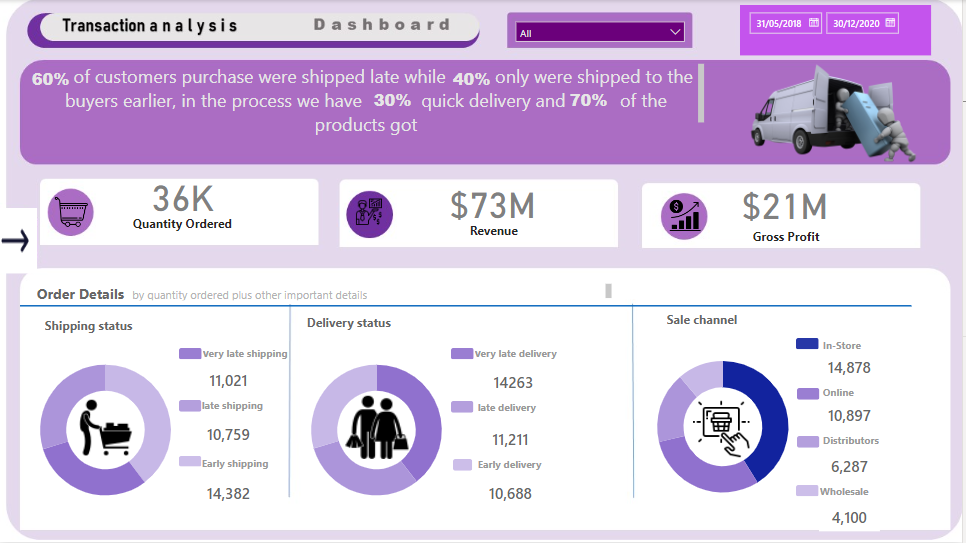 Transaction analysis Dashboard
All
31/05/2018 30/12/2020
60% of customers purchase were shipped late while 40% only were shipped to the
buyers earlier, in the process we have 30% quick delivery and 70% of the
products got
36K
Quantity Ordered
$73M
Revenue
$21M
Gross Profit
Order Details by quantity ordered plus other important details
Shipping status
Very late shipping
11,021
late shipping
10,759
Early shipping
14,382
Delivery status
Very late delivery
14263
late delivery
11,211
Early delivery
10,688
Sale channel
In-Store
14,878
Online
10,897
Distributors
6,287
Wholesale
4,100